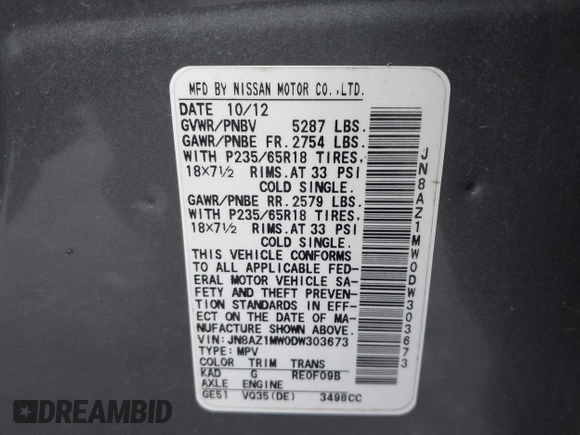 MFD BY NISSAN MOTOR CO.,LTD.
DATE 10/12
GVWR/PNBV 5287 LBS.
GAWR/PNBE FR. 2754 LBS.
WITH P235/65R18 TIRES,
18×7½ RIMS. AT 33 PSI
COLD SINGLE.
GAWR/PNBE RR. 2579 LBS.
WITH P235/65R18 TIRES,
18×7½ RIMS. AT 33 PSI
COLD SINGLE.
THIS VEHICLE CONFORMS
TO ALL APPLICABLE FED-
ERAL MOTOR VEHICLE SA-
FETY AND THEFT PREVEN-
TION STANDARDS IN EFF-
ECT ON THE DATE OF MA-
NUFACTURE SHOWN ABOVE.
VIN: JN8AZ1MW0DW303673
TYPE: MPV
COLOR TRIM TRANS
KAD G RE0F09B
AXLE ENGINE
GE51 VQ35(DE) 3498CC
JN8AZ1MW0DW303673
DREAMBID